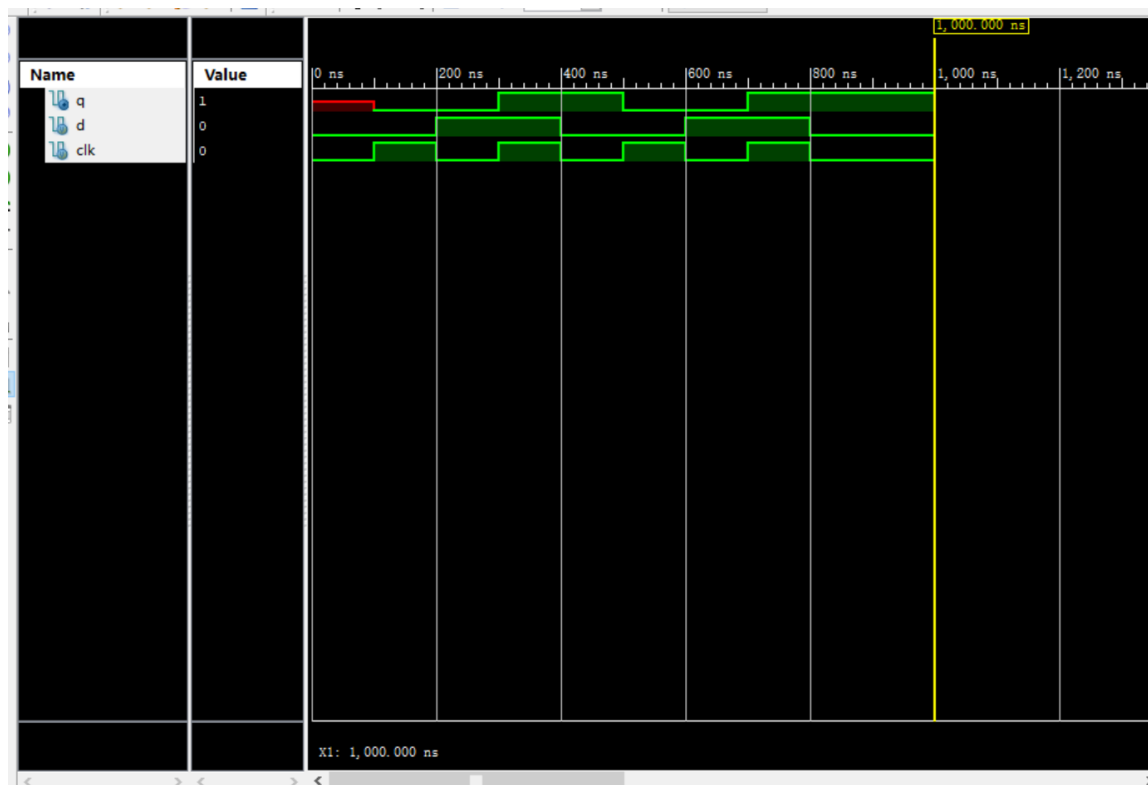 1,000.000 ns
Name
Value
0 ns
200 ns
400 ns
600 ns
800 ns
1,000 ns
1,200 ns
q
1
d
0
clk
0
X1: 1,000.000 ns